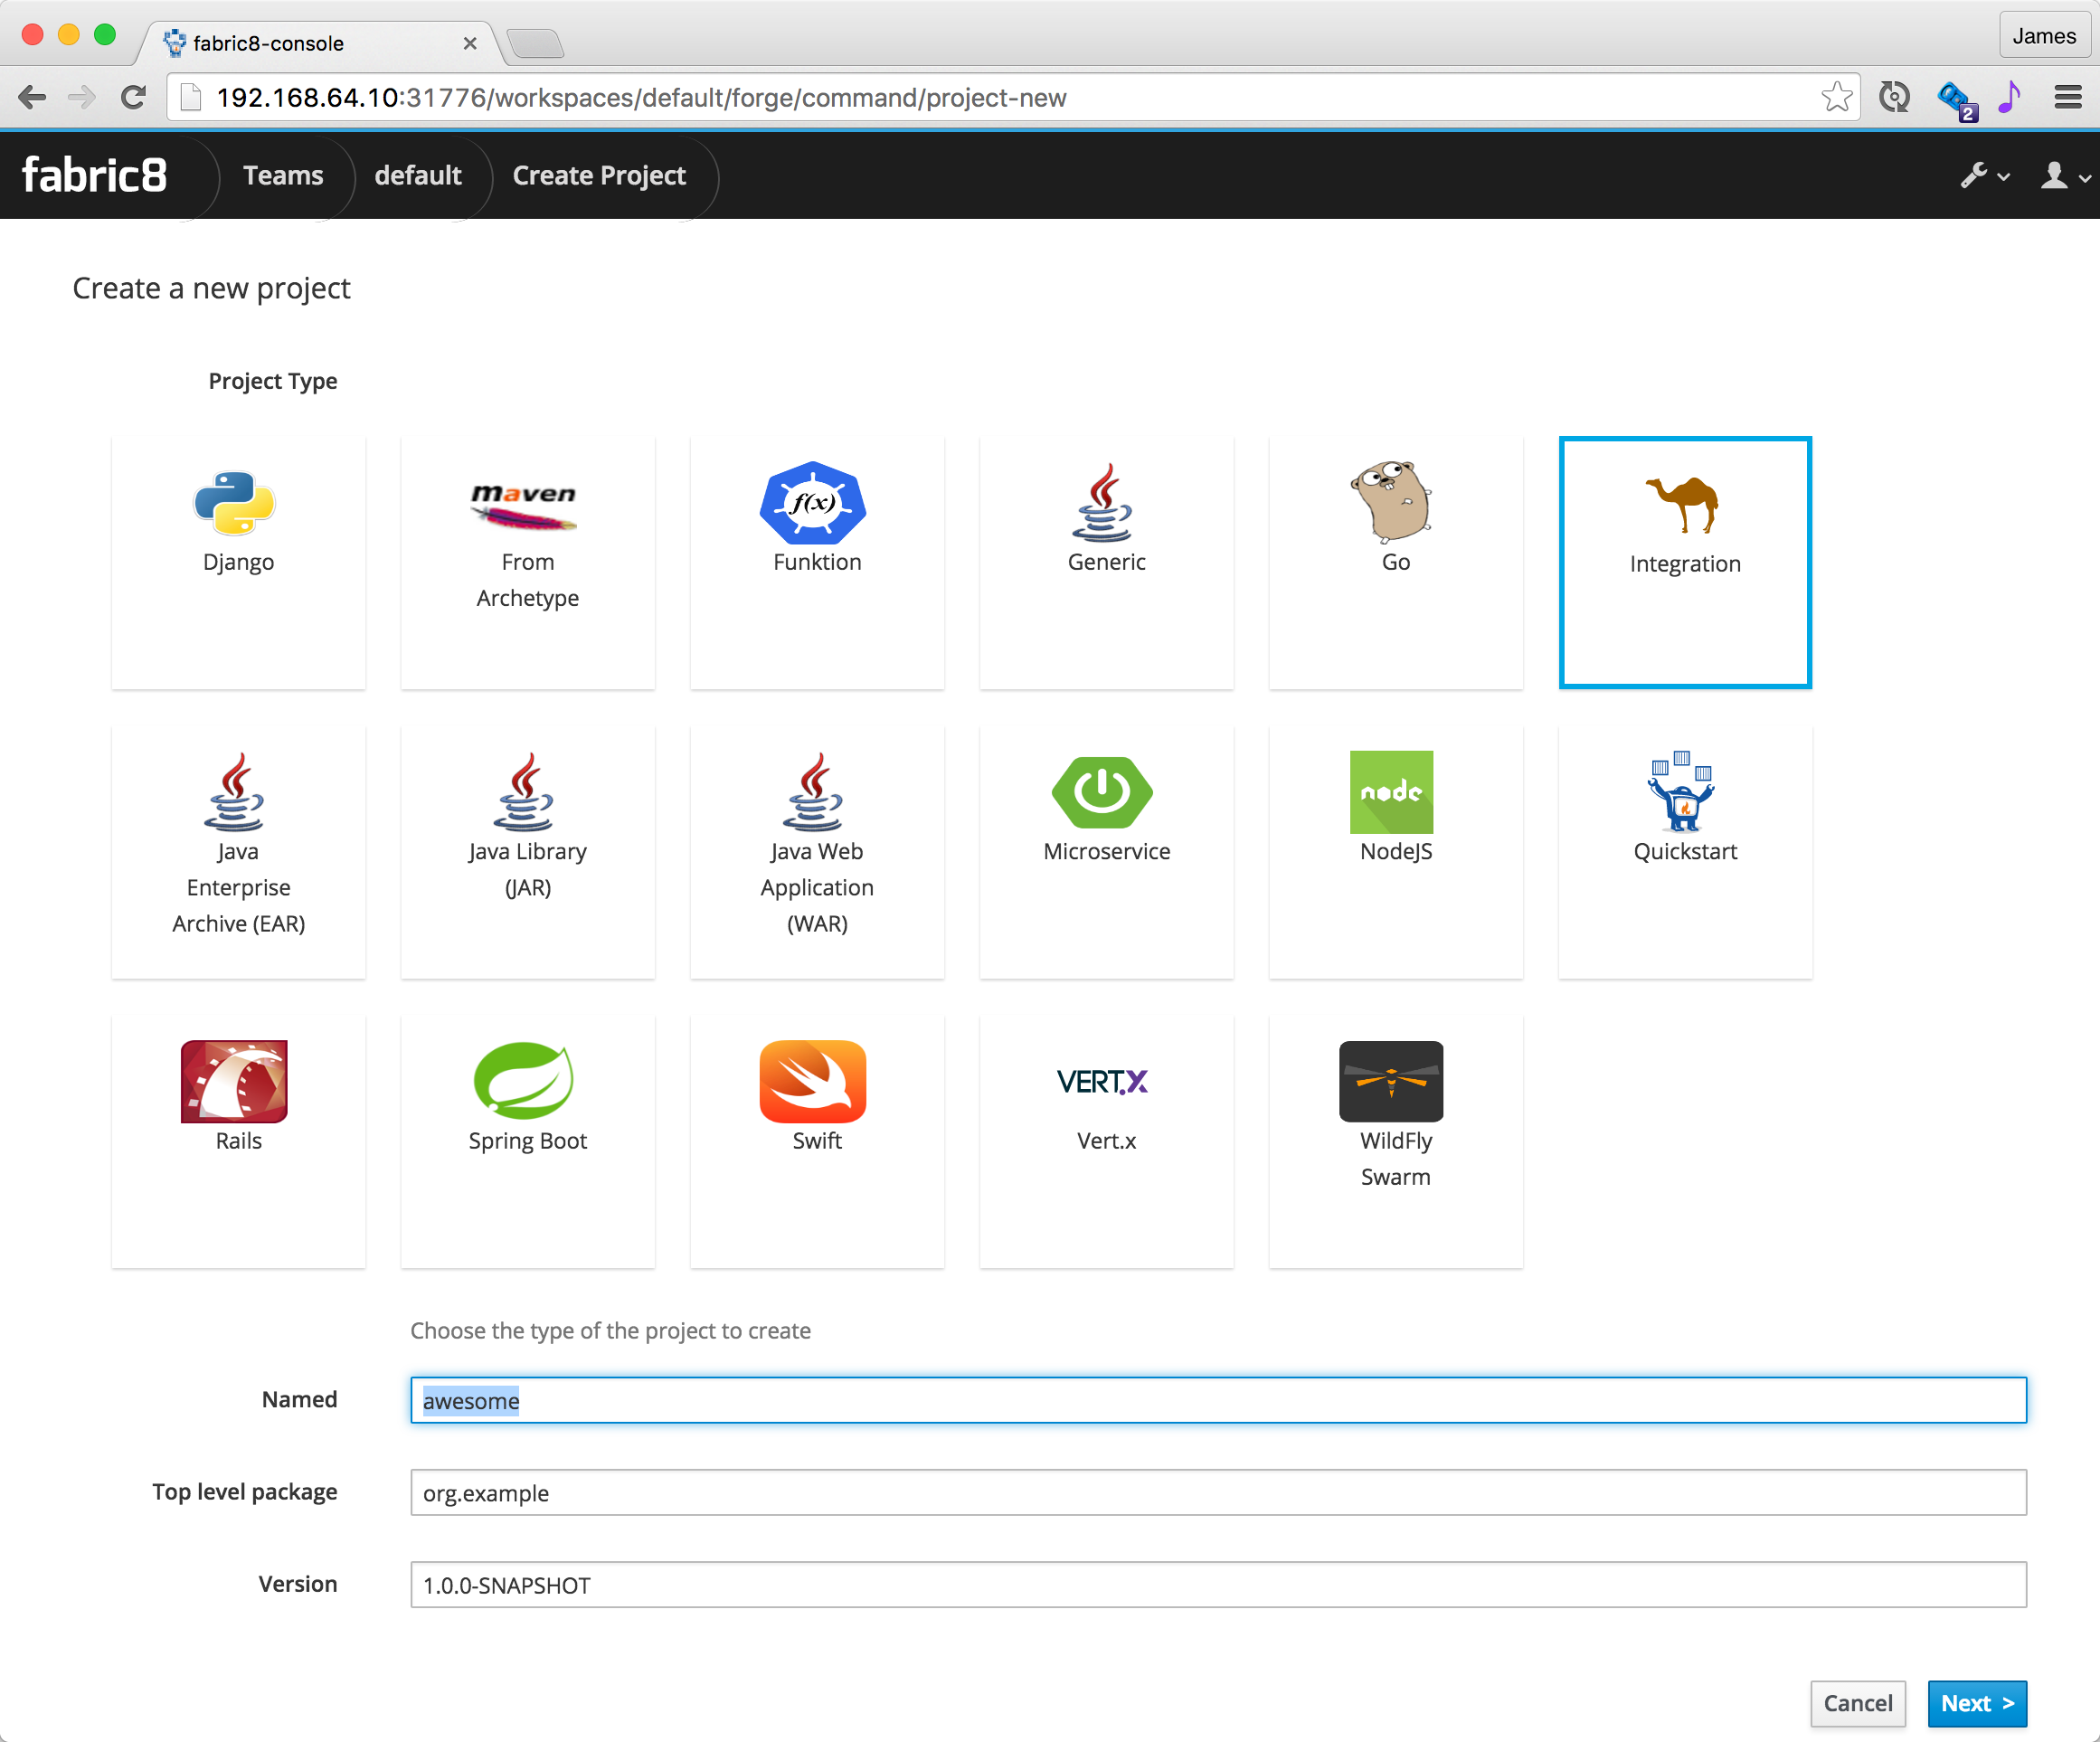 fabric8-console
James
192.168.64.10:31776/workspaces/default/forge/command/project-new
2
fabric8 Teams default Create Project
Create a new project
Project Type
maven
f(x)
Django
From
Archetype
Funktion
Generic
Go
Integration
node
Java
Enterprise
Archive (EAR)
Java Library
(JAR)
Java Web
Application
(WAR)
Microservice
NodeJS
Quickstart
VERT.X
Rails
Spring Boot
Swift
Vert.x
WildFly
Swarm
Choose the type of the project to create
Named
awesome
Top level package
org.example
Version
1.0.0-SNAPSHOT
Cancel
Next >